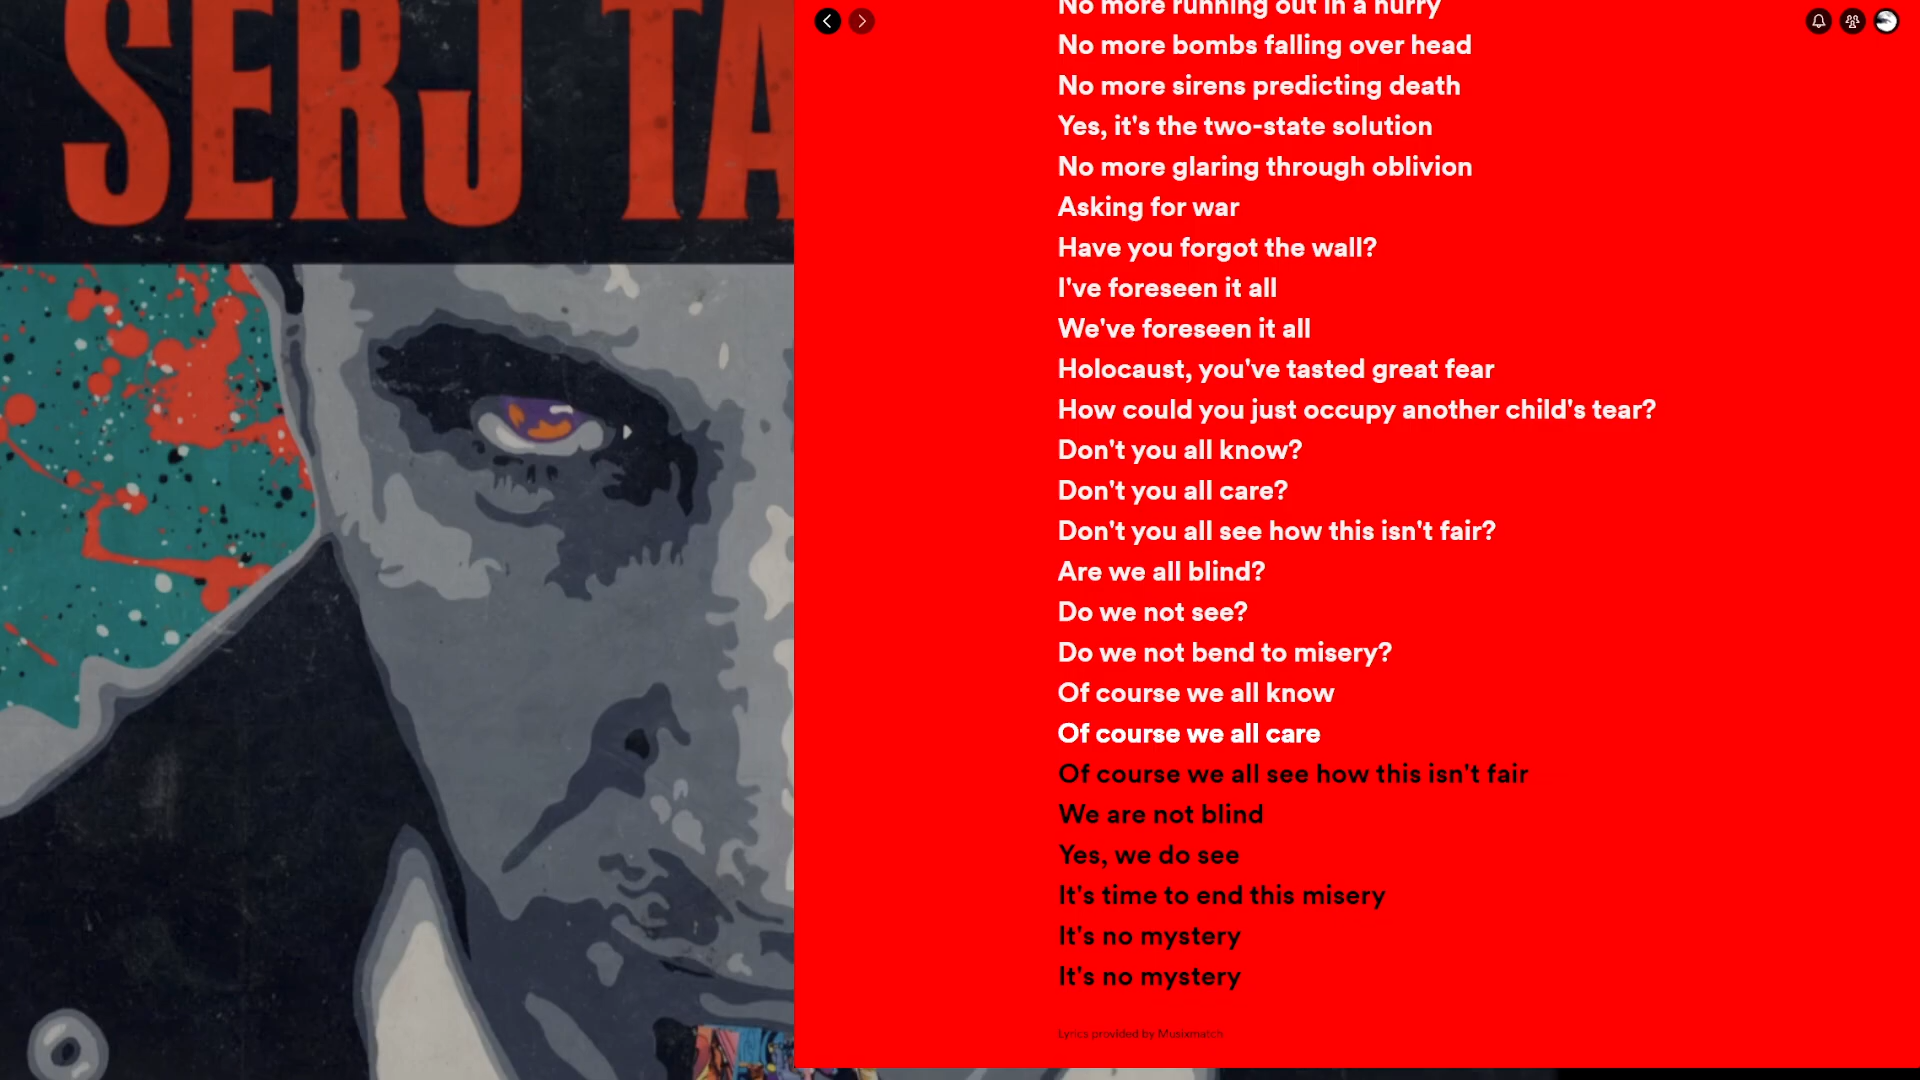 SERJ TA
No more running out in a hurry
No more bombs falling over head
No more sirens predicting death
Yes, it's the two-state solution
No more glaring through oblivion
Asking for war
Have you forgot the wall?
I've foreseen it all
We've foreseen it all
Holocaust, you've tasted great fear
How could you just occupy another child's tear?
Don't you all know?
Don't you all care?
Don't you all see how this isn't fair?
Are we all blind?
Do we not see?
Do we not bend to misery?
Of course we all know
Of course we all care
Of course we all see how this isn't fair
We are not blind
Yes, we do see
It's time to end this misery
It's no mystery
It's no mystery
Lyrics provided by Musixmatch